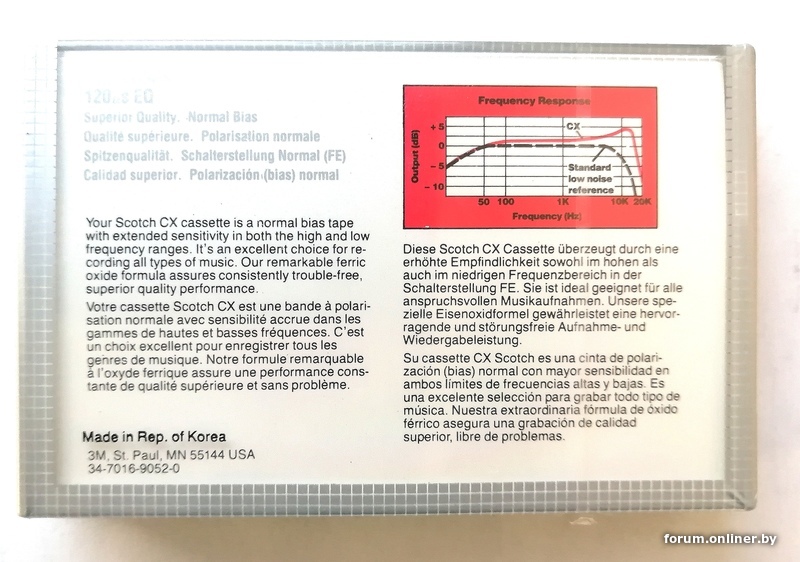 120µs EQ
Superior Quality. Normal Bias
Qualité supérieure. Polarisation normale
Spitzenqualität. Schalterstellung Normal (FE)
Calidad superior. Polarización (bias) normal
Your Scotch CX cassette is a normal bias tape
with extended sensitivity in both the high and low
frequency ranges. It's an excellent choice for re-
cording all types of music. Our remarkable ferric
oxide formula assures consistently trouble-free,
superior quality performance.
Votre cassette Scotch CX est une bande à polari-
sation normale avec sensibilité accrue dans les
gammes de hautes et basses fréquences. C'est
un choix excellent pour enregistrer tous les
genres de musique. Notre formule remarquable
à l'oxyde ferrique assure une performance cons-
tante de qualité supérieure et sans problème.
Made in Rep. of Korea
3M, St. Paul, MN 55144 USA
34-7016-9052-0
Frequency Response
Output (dB)
+5
0
-5
-10
CX
Standard
low noise
reference
50 100 1K 10K 20K
Frequency (Hz)
Diese Scotch CX Cassette überzeugt durch eine
erhöhte Empfindlichkeit sowohl im hohen als
auch im niedrigen Frequenzbereich in der
Schalterstellung FE. Sie ist ideal geeignet für alle
anspruchsvollen Musikaufnahmen. Unsere spe-
zielle Eisenoxidformel gewährleistet eine hervor-
ragende und störungsfreie Aufnahme- und
Wiedergabeleistung.
Su cassette CX Scotch es una cinta de polari-
zación (bias) normal con mayor sensibilidad en
ambos límites de frecuencias altas y bajas. Es
una excelente selección para grabar todo tipo de
música. Nuestra extraordinaria fórmula de óxido
férrico asegura una grabación de calidad
superior, libre de problemas.
forum.onliner.by